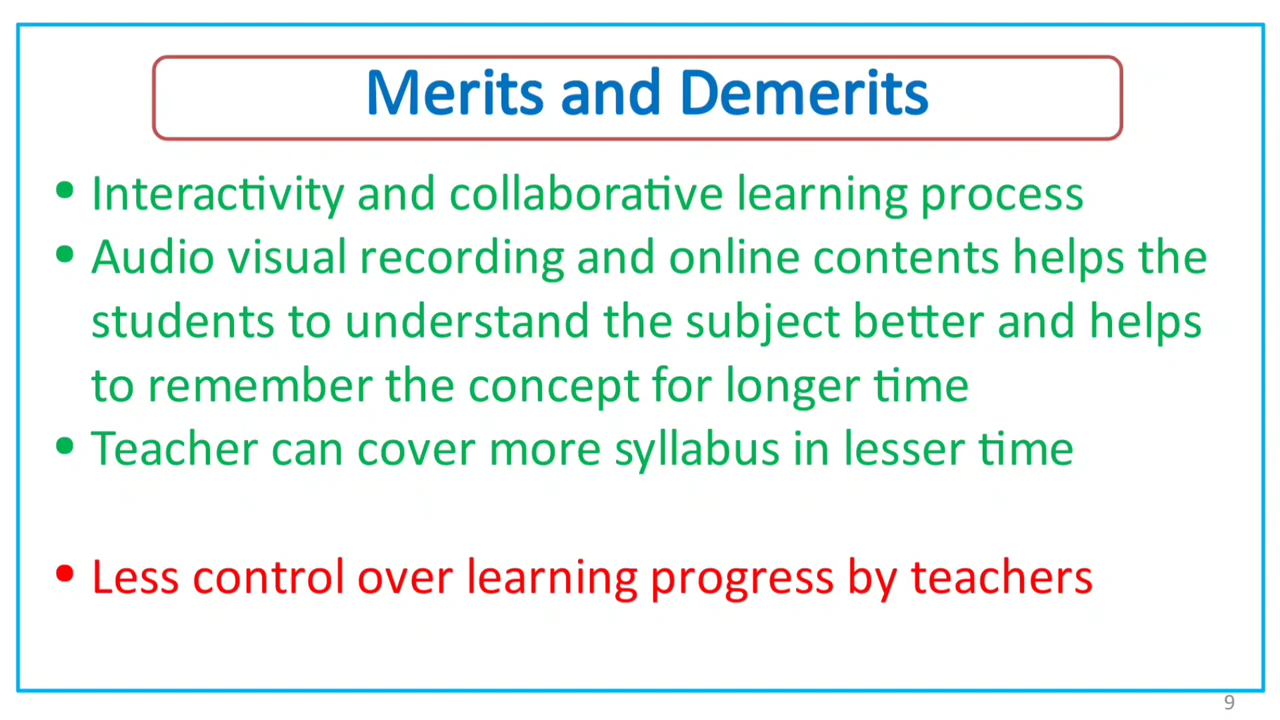 Merits and Demerits
• Interactivity and collaborative learning process
• Audio visual recording and online contents helps the
students to understand the subject better and helps
to remember the concept for longer time
• Teacher can cover more syllabus in lesser time
• Less control over learning progress by teachers
9